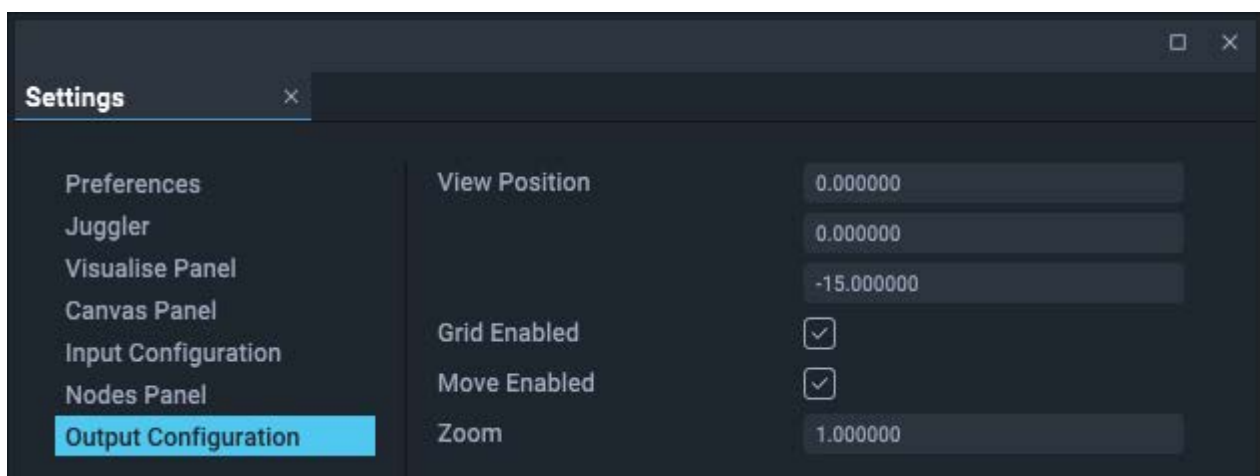 Settings
Preferences
Juggler
Visualise Panel
Canvas Panel
Input Configuration
Nodes Panel
Output Configuration
View Position 0.000000
0.000000
-15.000000
Grid Enabled
Move Enabled
Zoom 1.000000